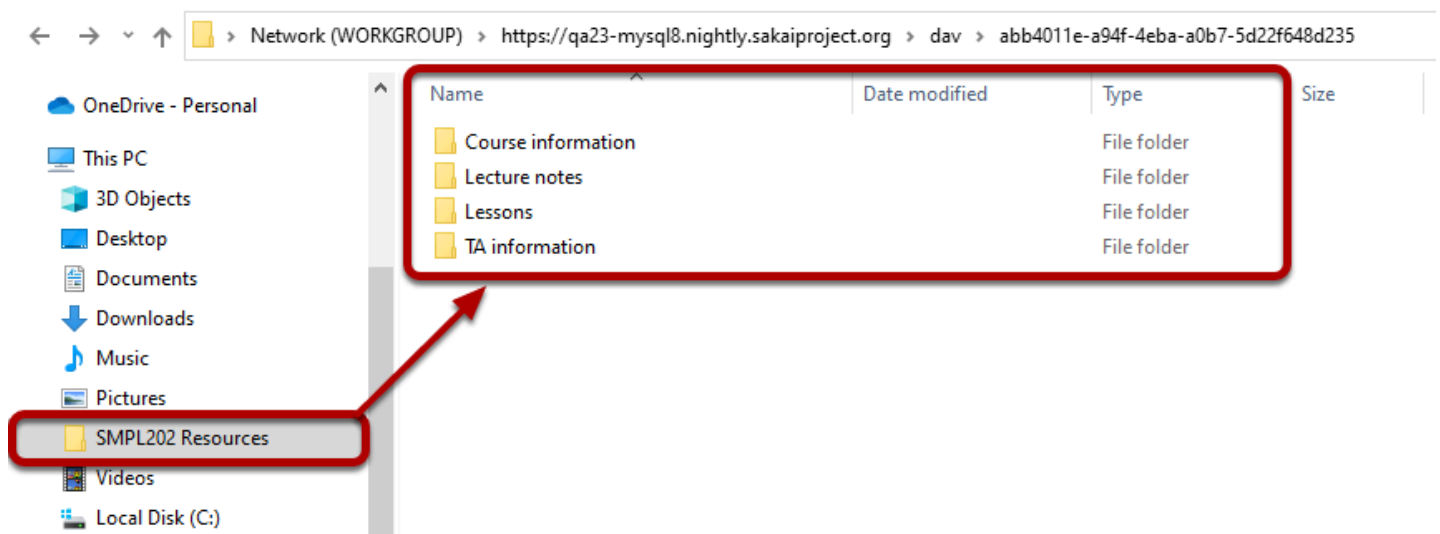 Network (WORKGROUP) > https://qa23-mysql8.nightly.sakaiproject.org > dav > abb4011e-a94f-4eba-a0b7-5d22f648d235
OneDrive - Personal
This PC
3D Objects
Desktop
Documents
Downloads
Music
Pictures
SMPL202 Resources
Videos
Local Disk (C:)
Name Date modified Type Size
Course information File folder
Lecture notes File folder
Lessons File folder
TA information File folder